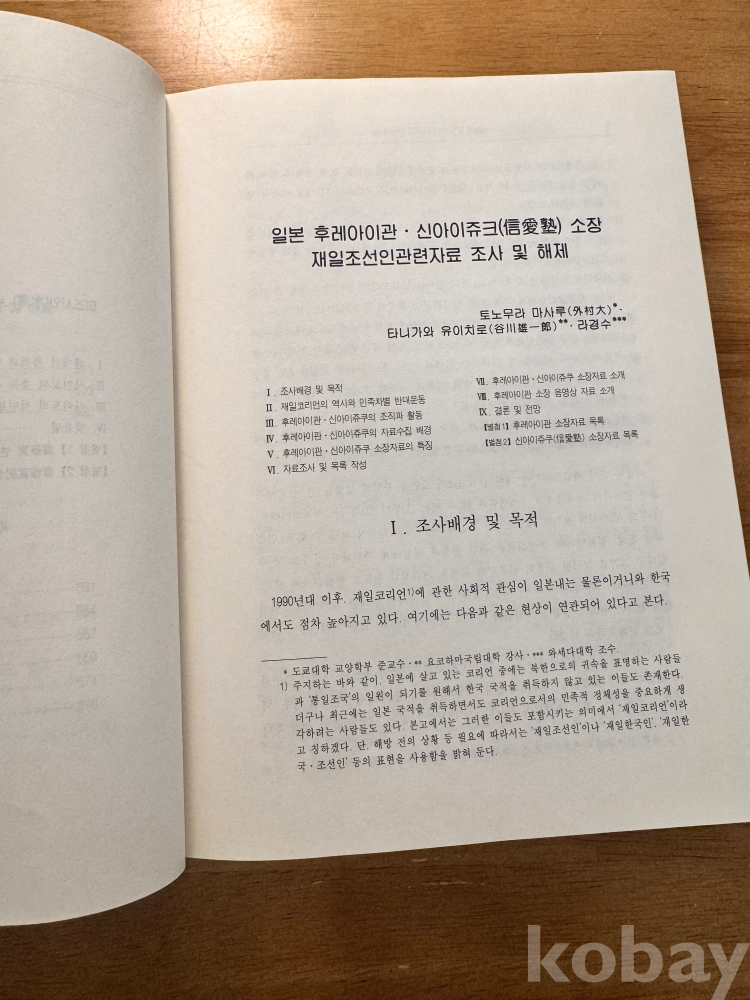 일본 후레아이관 · 신아이쥬크(信愛塾) 소장
재일조선인관련자료 조사 및 해제
토노무라 마사루(外村大)*·
타니가와 유이치로(谷川雄一郎)**· 라경수***
Ⅰ. 조사배경 및 목적
Ⅱ. 재일코리언의 역사와 민족차별 반대운동
Ⅲ. 후레아이관·신아이쥬쿠의 조직과 활동
Ⅳ. 후레아이관·신아이쥬쿠의 자료수집 배경
Ⅴ. 후레아이관·신아이쥬쿠 소장자료의 특징
Ⅵ. 자료조사 및 목록 작성
Ⅶ. 후레아이관·신아이쥬쿠 소장자료 소개
Ⅷ. 후레아이관 소장 음영상 자료 소개
Ⅸ. 결론 및 전망
【별첨1】 후레아이관 소장자료 목록
【별첨2】 신아이쥬쿠(信愛塾) 소장자료 목록
Ⅰ. 조사배경 및 목적
1990년대 이후, 재일코리언1)에 관한 사회적 관심이 일본내는 물론이거니와 한국
에서도 점차 높아지고 있다. 여기에는 다음과 같은 현상이 연관되어 있다고 본다.
* 도쿄대학 교양학부 준교수·** 요코하마국립대학 강사·*** 와세다대학 조수.
1) 주지하는 바와 같이, 일본에 살고 있는 코리언 중에는 북한으로의 귀속을 표명하는 사람들
과 '통일조국'의 일원이 되기를 원해서 한국 국적을 취득하지 않고 있는 이들도 존재한다.
더구나 최근에는 일본 국적을 취득하면서도 코리언으로서의 민족적 정체성을 중요하게 생
각하려는 사람들도 있다. 본고에서는 그러한 이들도 포함시키는 의미에서 '재일코리언'이라
고 칭하겠다. 단, 해방 전의 상황 등 필요에 따라서는 '재일조선인'이나 '재일한국인', '재일한
국·조선인' 등의 표현을 사용함을 밝혀 둔다.
kobay